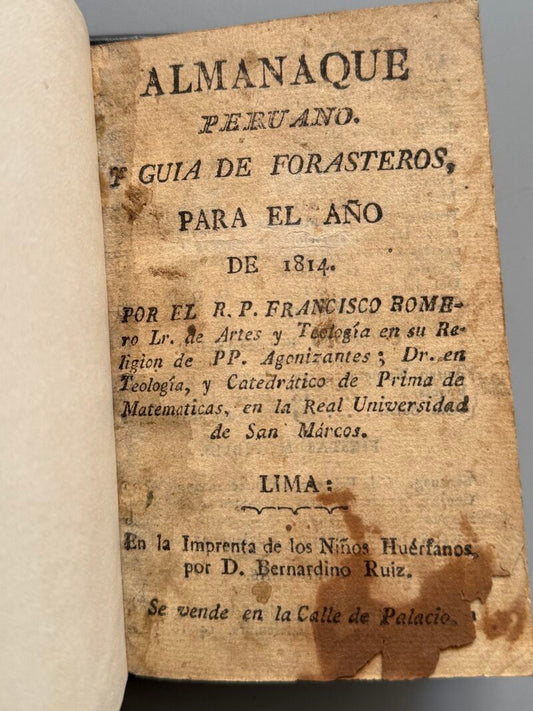 ALMANAQUE
PERUANO.
Y GUIA DE FORASTEROS,
PARA EL AÑO
DE 1814.
POR EL R. P. FRANCISCO ROME-
ro Lr. de Artes y Teología en su Re-
ligion de PP. Agonizantes; Dr. en
Teología, y Catedrático de Prima de
Matematicas, en la Real Universidad
de San Márcos.
LIMA:
En la Imprenta de los Niños Huérfanos,
por D. Bernardino Ruiz.
Se vende en la Calle de Palacio